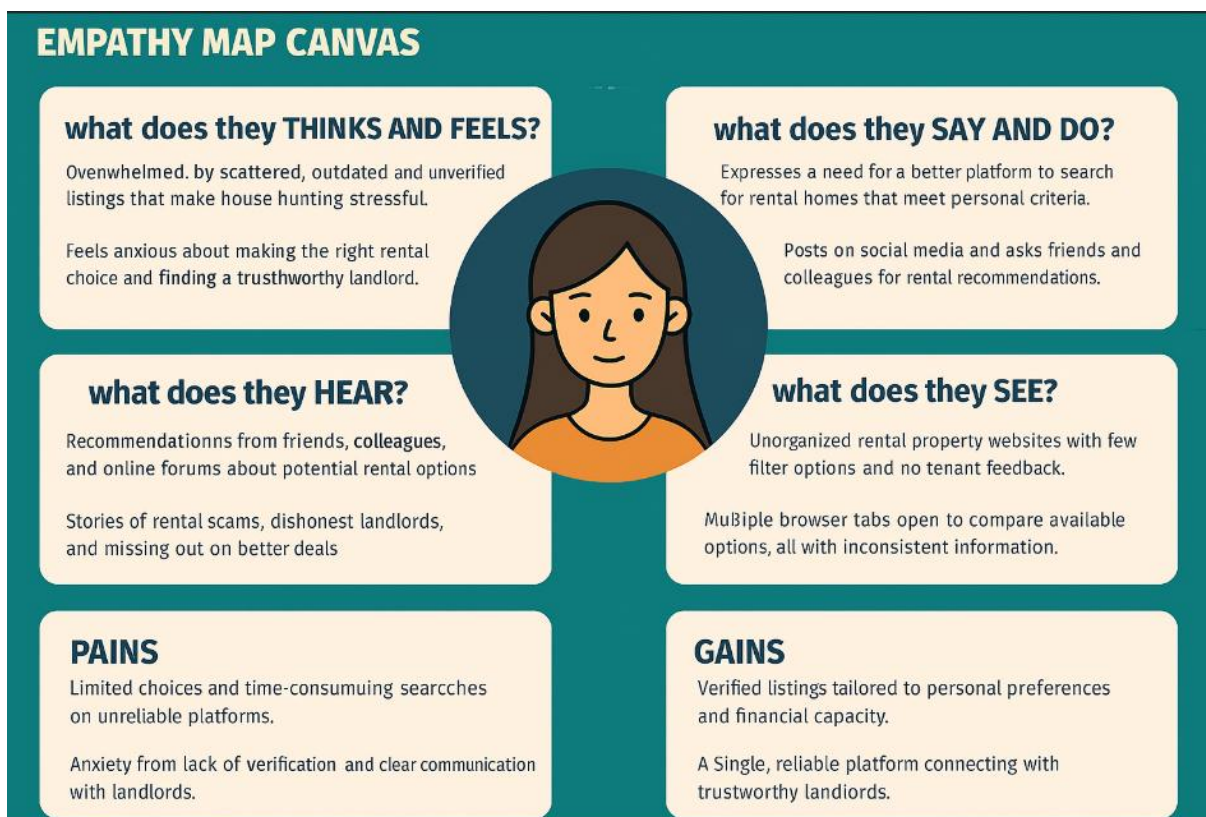 EMPATHY MAP CANVAS
what does they THINKS AND FEELS?
Ovenwhelmed. by scattered, outdated and unverified
listings that make house hunting stressful.
Feels anxious about making the right rental
choice and finding a trusthworthy landlord.
what does they SAY AND DO?
Expresses a need for a better platform to search
for rental homes that meet personal criteria.
Posts on social media and asks friends and
colleagues for rental recommendations.
what does they HEAR?
Recommendationns from friends, colleagues,
and online forums about potential rental options
Stories of rental scams, dishonest landlords,
and missing out on better deals
what does they SEE?
Unorganized rental property websites with few
filter options and no tenant feedback.
MuBiple browser tabs open to compare available
options, all with inconsistent information.
PAINS
Limited choices and time-consumuing searcches
on unreliable platforms.
Anxiety from lack of verification and clear communication
with landlords.
GAINS
Verified listings tailored to personal preferences
and financial capacity.
A Single, reliable platform connecting with
trustworthy landiords.